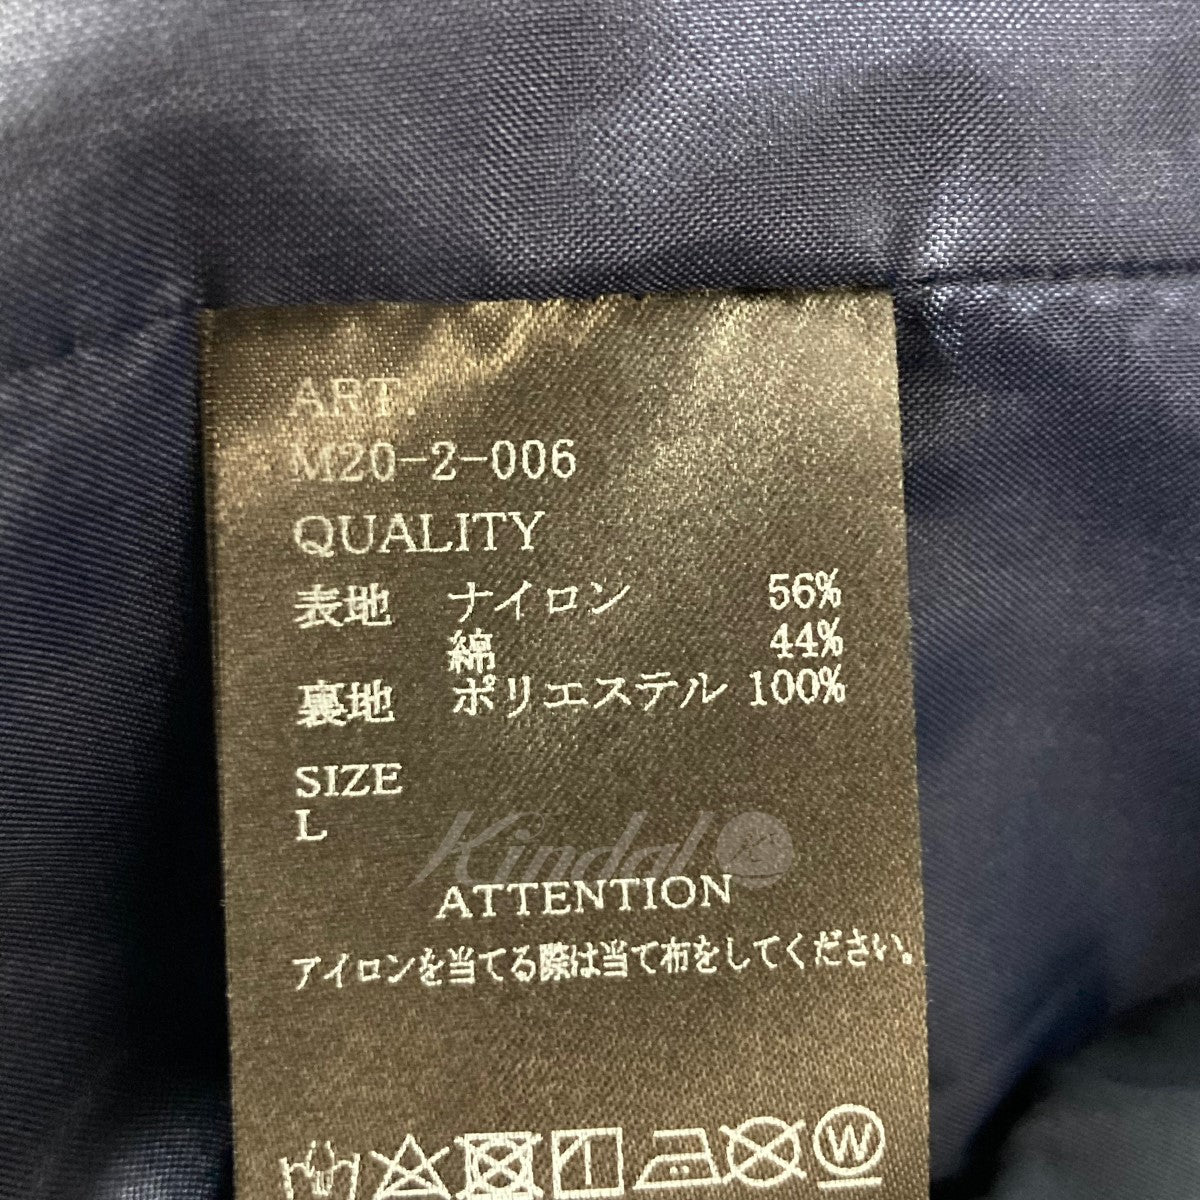 ART.
M20-2-006
QUALITY
表地 ナイロン 56%
綿 44%
裏地 ポリエステル 100%
SIZE
L
Kindal
ATTENTION
アイロンを当てる際は当て布をしてください。
W